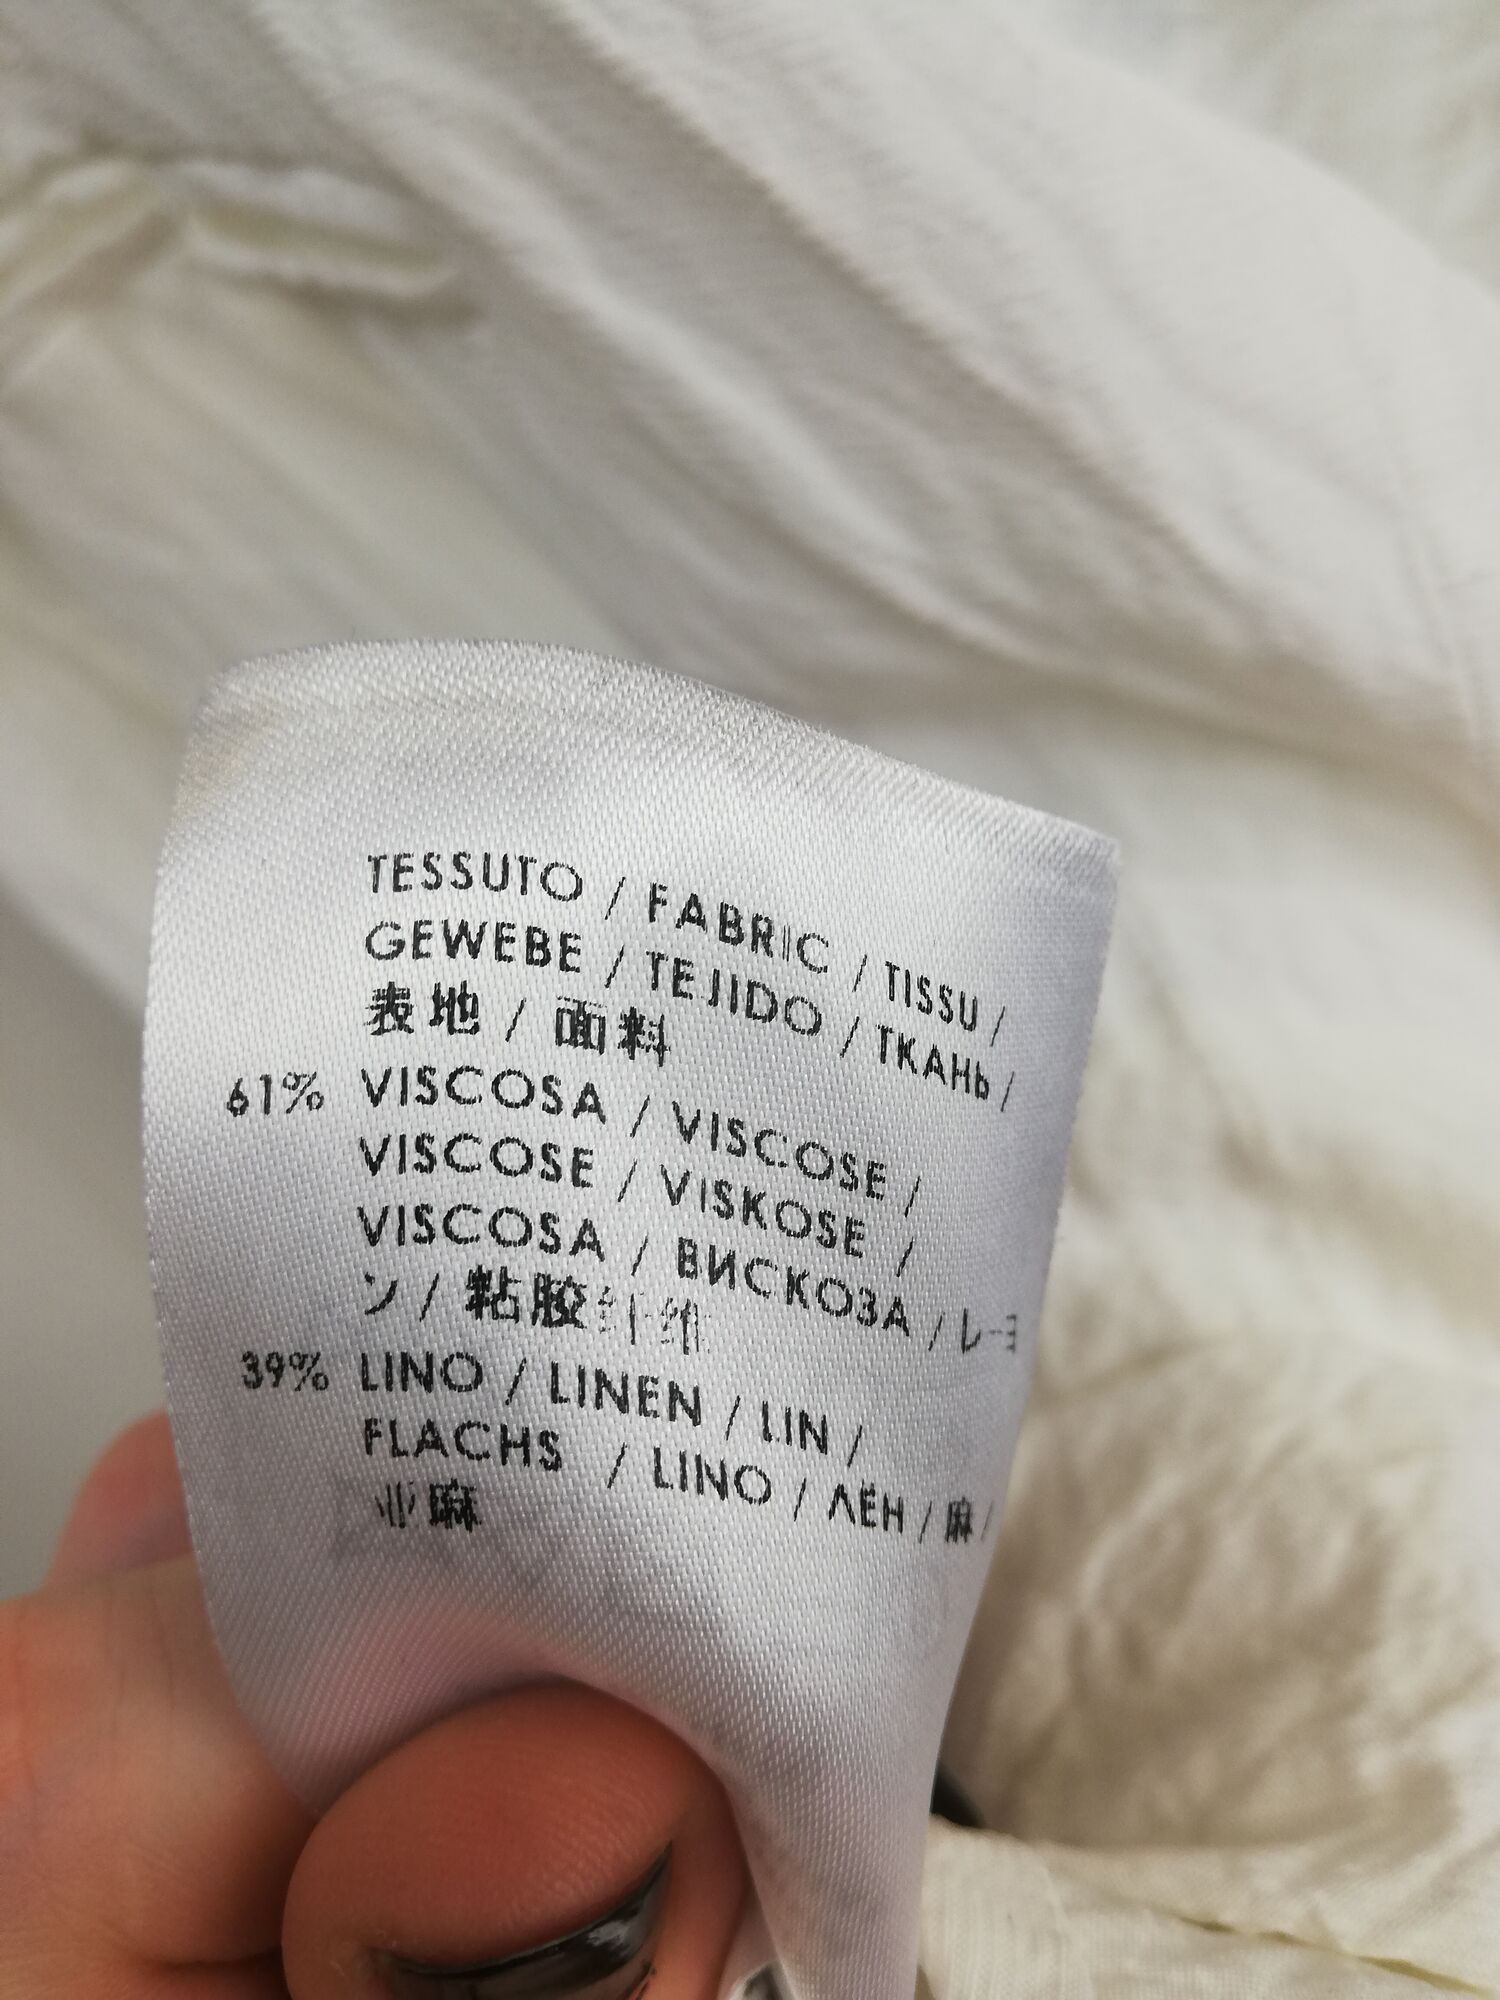 TESSUTO / FABRIC / TISSU /
GEWEBE / TEJIDO / ТКАНЬ /
表地 / 面料
61% VISCOSA / VISCOSE /
VISCOSE / VISKOSE /
VISCOSA / ВИСКОЗА / レーヨ
ン / 粘胶纤维
39% LINO / LINEN / LIN /
FLACHS / LINO / ЛЁН / 麻 /
亚麻